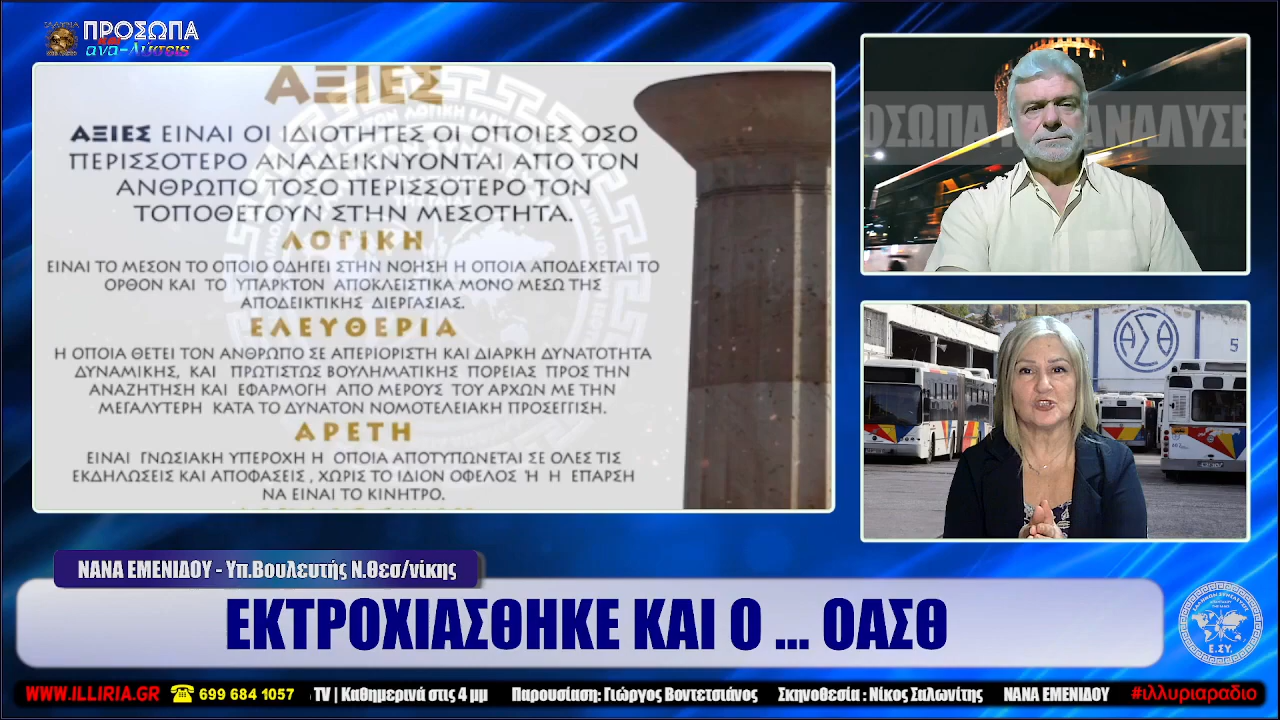 ΠΡΟΣΩΠΑ
ανα-λύσεις
ΑΞΙΕΣ
ΑΞΙΕΣ ΕΙΝΑΙ ΟΙ ΙΔΙΟΤΗΤΕΣ ΟΙ ΟΠΟΙΕΣ ΟΣΟ
ΠΕΡΙΣΣΟΤΕΡΟ ΑΝΑΔΕΙΚΝΥΟΝΤΑΙ ΑΠΟ ΤΟΝ
ΑΝΘΡΩΠΟ ΤΟΣΟ ΠΕΡΙΣΣΟΤΕΡΟ ΤΟΝ
ΤΟΠΟΘΕΤΟΥΝ ΣΤΗΝ ΜΕΣΟΤΗΤΑ.
ΛΟΓΙΚΗ
ΕΙΝΑΙ ΤΟ ΜΕΣΟΝ ΤΟ ΟΠΟΙΟ ΟΔΗΓΕΙ ΣΤΗΝ ΝΟΗΣΗ Η ΟΠΟΙΑ ΑΠΟΔΕΧΕΤΑΙ ΤΟ
ΟΡΘΟΝ ΚΑΙ ΤΟ ΥΠΑΡΚΤΟΝ ΑΠΟΚΛΕΙΣΤΙΚΑ ΜΟΝΟ ΜΕΣΩ ΤΗΣ
ΑΠΟΔΕΙΚΤΙΚΗΣ ΔΙΕΡΓΑΣΙΑΣ.
ΕΛΕΥΘΕΡΙΑ
Η ΟΠΟΙΑ ΘΕΤΕΙ ΤΟΝ ΑΝΘΡΩΠΟ ΣΕ ΑΠΕΡΙΟΡΙΣΤΗ ΚΑΙ ΔΙΑΡΚΗ ΔΥΝΑΤΟΤΗΤΑ
ΔΥΝΑΜΙΚΗΣ, ΚΑΙ ΠΡΩΤΙΣΤΩΣ ΒΟΥΛΗΜΑΤΙΚΗΣ ΠΟΡΕΙΑΣ ΠΡΟΣ ΤΗΝ
ΑΝΑΖΗΤΗΣΗ ΚΑΙ ΕΦΑΡΜΟΓΗ ΑΠΟ ΜΕΡΟΥΣ ΤΟΥ ΑΡΧΩΝ ΜΕ ΤΗΝ
ΜΕΓΑΛΥΤΕΡΗ ΚΑΤΑ ΤΟ ΔΥΝΑΤΟΝ ΝΟΜΟΤΕΛΕΙΑΚΗ ΠΡΟΣΕΓΓΙΣΗ.
ΑΡΕΤΗ
ΕΙΝΑΙ ΓΝΩΣΙΑΚΗ ΥΠΕΡΟΧΗ Η ΟΠΟΙΑ ΑΠΟΤΥΠΩΝΕΤΑΙ ΣΕ ΟΛΕΣ ΤΙΣ
ΕΚΔΗΛΩΣΕΙΣ ΚΑΙ ΑΠΟΦΑΣΕΙΣ , ΧΩΡΙΣ ΤΟ ΙΔΙΟΝ ΟΦΕΛΟΣ Ή Η ΕΠΑΡΣΗ
ΝΑ ΕΙΝΑΙ ΤΟ ΚΙΝΗΤΡΟ.
ΟΣΩΠΑ ΑΝΑΛΥΣΕ
ΑΣΘ
5
ΝΑΝΑ ΕΜΕΝΙΔΟΥ - Υπ.Βουλευτής Ν.Θεσ/νίκης
ΕΚΤΡΟΧΙΑΣΘΗΚΕ ΚΑΙ Ο ... ΟΑΣΘ
Ε.ΣΥ.
WWW.ILLIRIA.GR 699 684 1057 TV | Καθημερινά στις 4 μμ Παρουσίαση: Γιώργος Βοντετσιάνος Σκηνοθεσία : Νίκος Σαλωνίτης ΝΑΝΑ ΕΜΕΝΙΔΟΥ #ιλλυριαραδιο